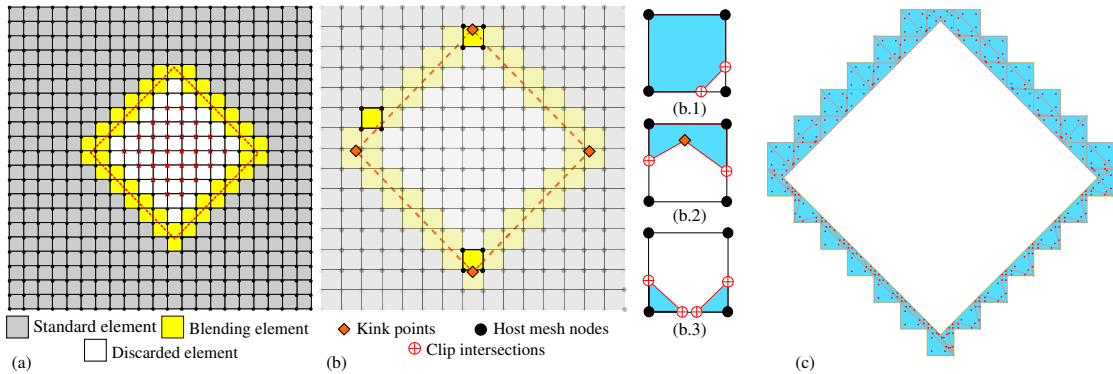 (b.1)
(b.2)
(b.3)
Standard element
Blending element
Discarded element
Kink points
Host mesh nodes
Clip intersections
(a)
(b)
(c)